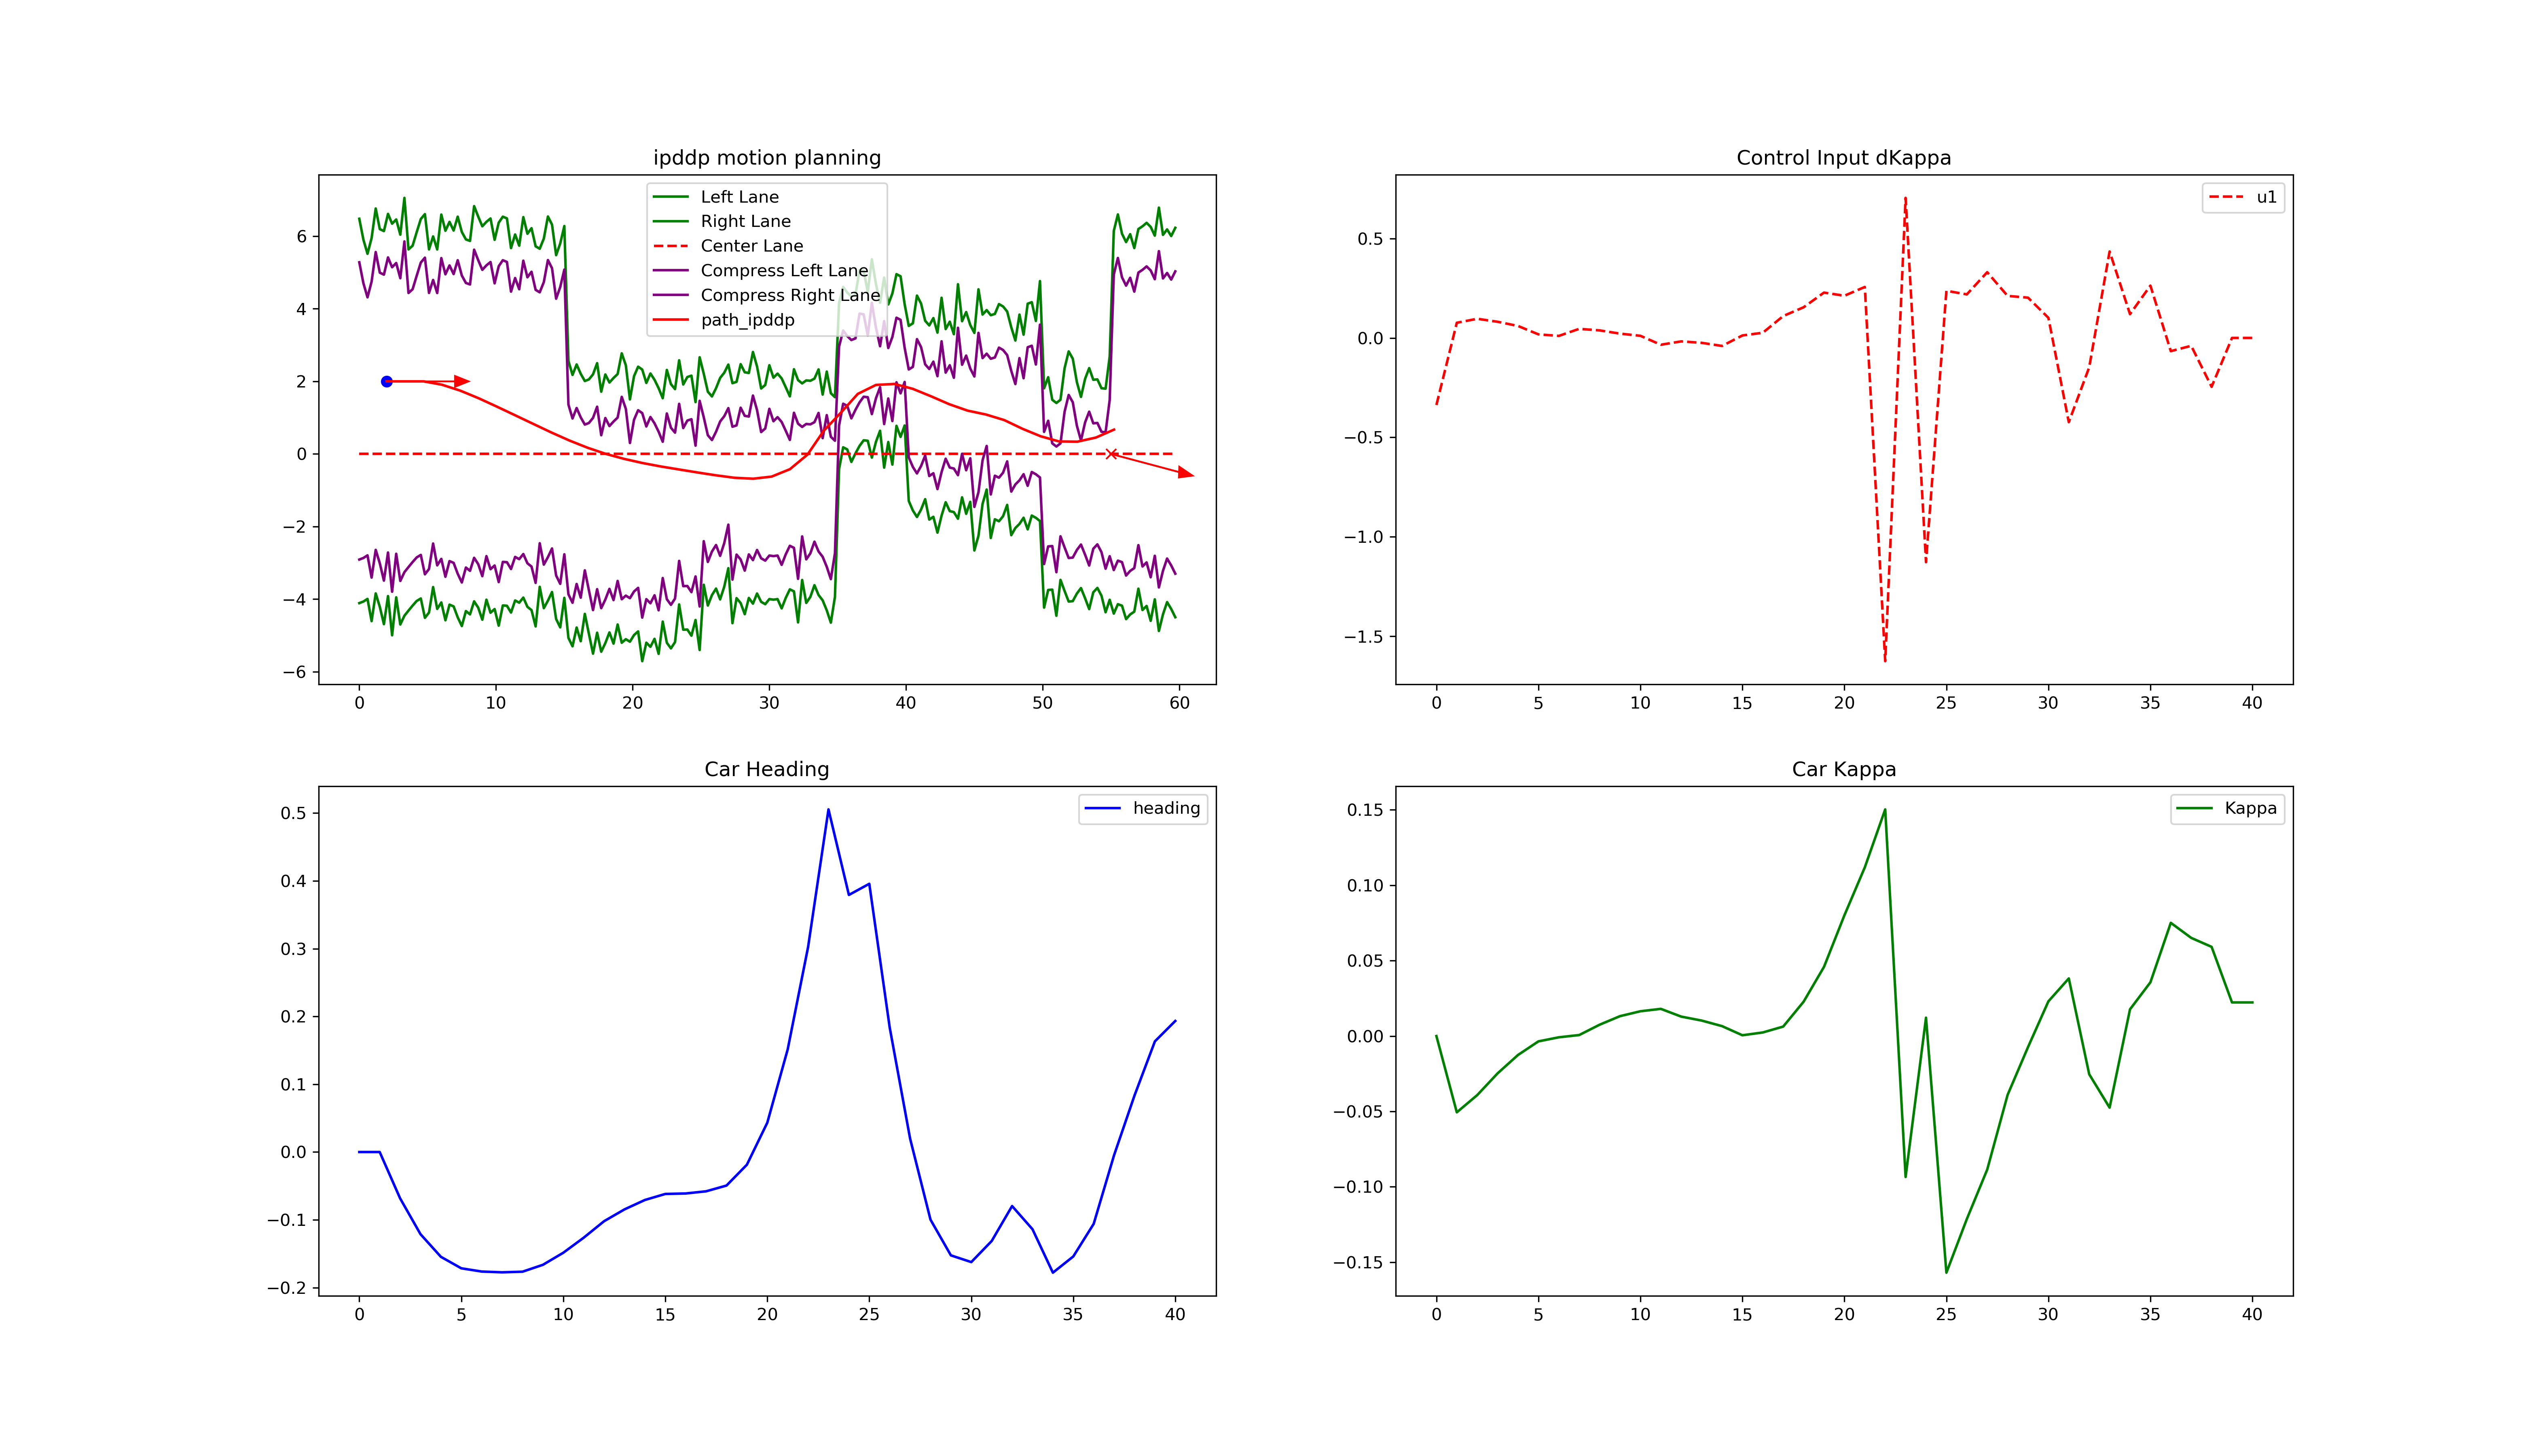 ipddp motion planning
Left Lane
Right Lane
Center Lane
Compress Left Lane
Compress Right Lane
path_ipddp
6
4
2
0
−2
−4
−6
0 10 20 30 40 50 60
Control Input dKappa
u1
0.5
0.0
−0.5
−1.0
−1.5
0 5 10 15 20 25 30 35 40
Car Heading
heading
0.5
0.4
0.3
0.2
0.1
0.0
−0.1
−0.2
0 5 10 15 20 25 30 35 40
Car Kappa
Kappa
0.15
0.10
0.05
0.00
−0.05
−0.10
−0.15
0 5 10 15 20 25 30 35 40